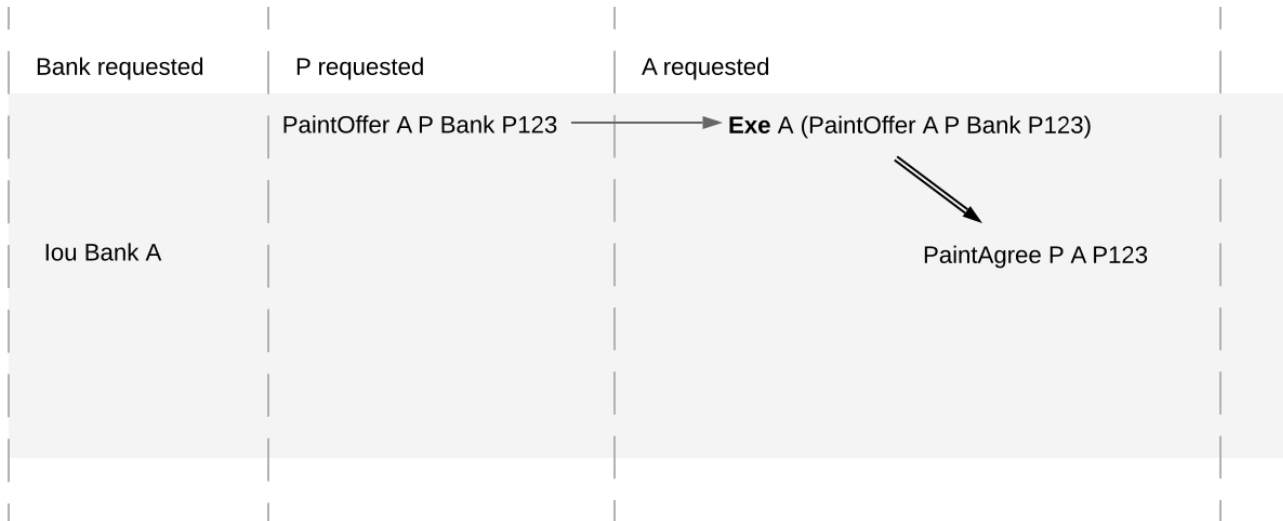 Bank requested
P requested
A requested
PaintOffer A P Bank P123
Exe A (PaintOffer A P Bank P123)
Iou Bank A
PaintAgree P A P123